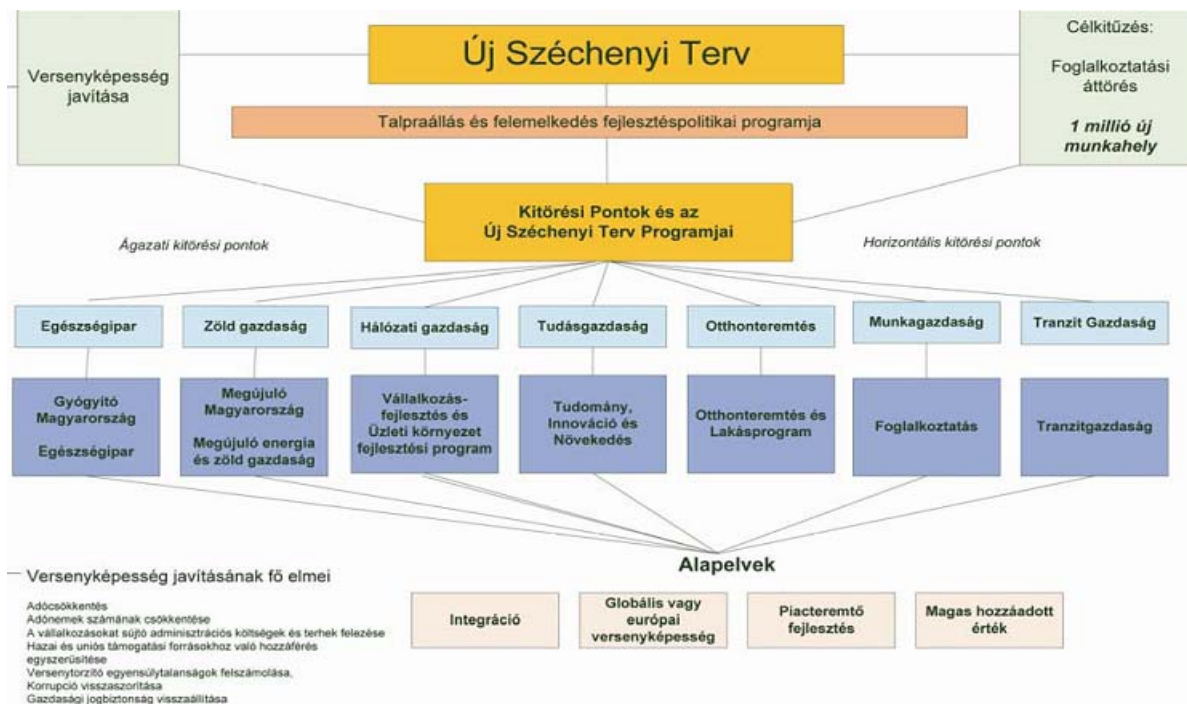 Versenyképesség
javítása
Új Széchenyi Terv
Célkitűzés:
Foglalkoztatási
áttörés
1 millió új
munkahely
Talpraállás és felemelkedés fejlesztéspolitikai programja
Kitörési Pontok és az
Új Széchenyi Terv Programjai
Ágazati kitörési pontok
Horizontális kitörési pontok
Egészségipar
Zöld gazdaság
Hálózati gazdaság
Tudásgazdaság
Otthonteremtés
Munkagazdaság
Tranzit Gazdaság
Gyógyító
Magyarország
Egészségipar
Megújuló
Magyarország
Megújuló energia
és zöld gazdaság
Vállalkozás-
fejlesztés és
Üzleti környezet
fejlesztési program
Tudomány,
Innováció és
Növekedés
Otthonteremtés és
Lakásprogram
Foglalkoztatás
Tranzitgazdaság
Alapelvek
Integráció
Globális vagy
európai
versenyképesség
Piacteremtő
fejlesztés
Magas hozzáadott
érték
Versenyképesség javításának fő elmei
Adócsökkentés
Adónemek számának csökkentése
A vállalkozásokat sújtó adminisztrációs költségek és terhek felezése
Hazai és uniós támogatási forrásokhoz való hozzáférés
egyszerűsítése
Versenytorzító egyensúlytalanságok felszámolása,
Korrupció visszaszorítása
Gazdasági jogbiztonság visszaállítása